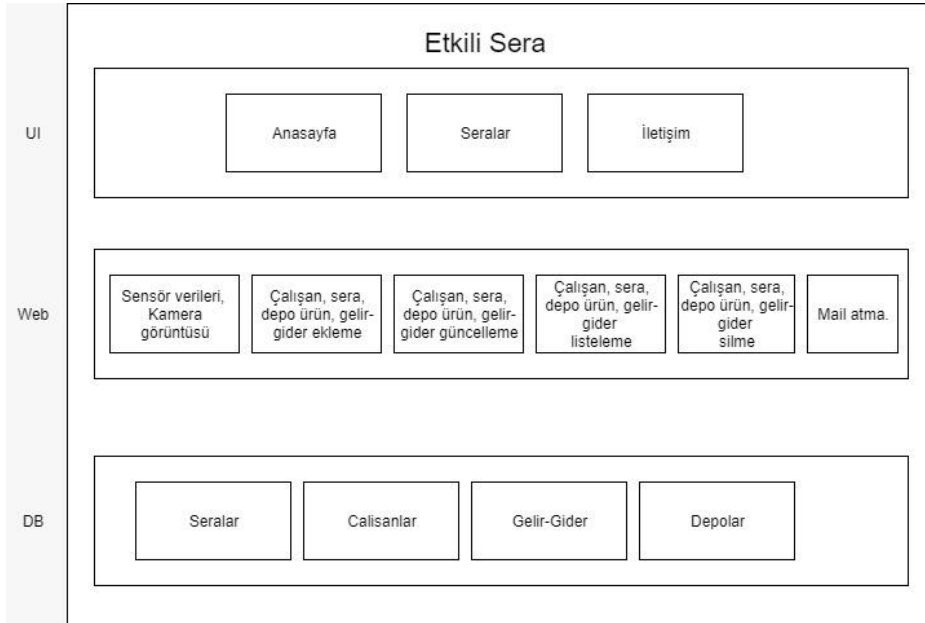 Etkili Sera
UI
Anasayfa
Seralar
İletişim
Web
Sensör verileri,
Kamera
görüntüsü
Çalışan, sera,
depo ürün, gelir-
gider ekleme
Çalışan, sera,
depo ürün, gelir-
gider güncelleme
Çalışan, sera,
depo ürün, gelir-
gider
listeleme
Çalışan, sera,
depo ürün, gelir-
gider
silme
Mail atma.
DB
Seralar
Calisanlar
Gelir-Gider
Depolar